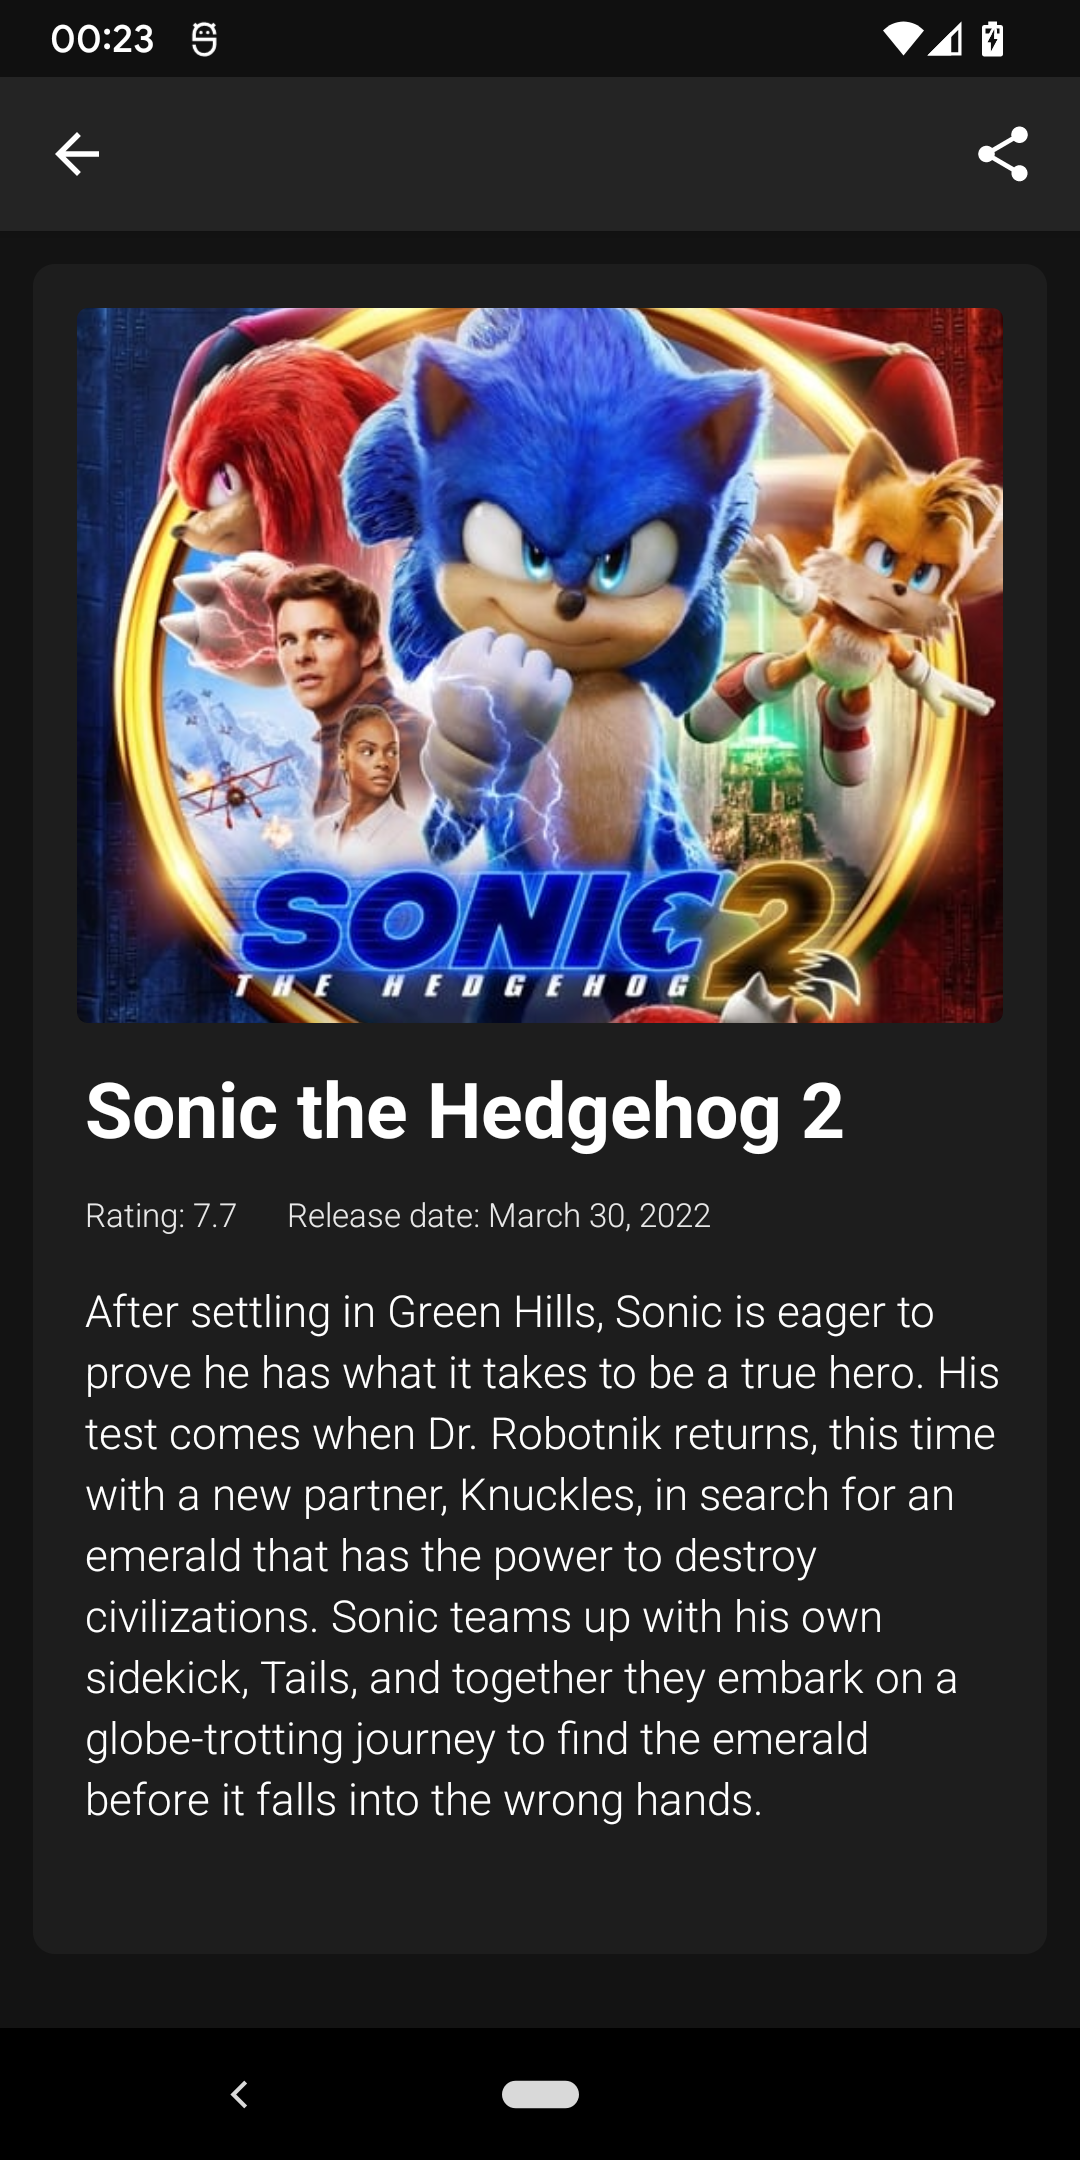 00:23
SONIC 2
THE HEDGEHOG
Sonic the Hedgehog 2
Rating: 7.7 Release date: March 30, 2022
After settling in Green Hills, Sonic is eager to
prove he has what it takes to be a true hero. His
test comes when Dr. Robotnik returns, this time
with a new partner, Knuckles, in search for an
emerald that has the power to destroy
civilizations. Sonic teams up with his own
sidekick, Tails, and together they embark on a
globe-trotting journey to find the emerald
before it falls into the wrong hands.